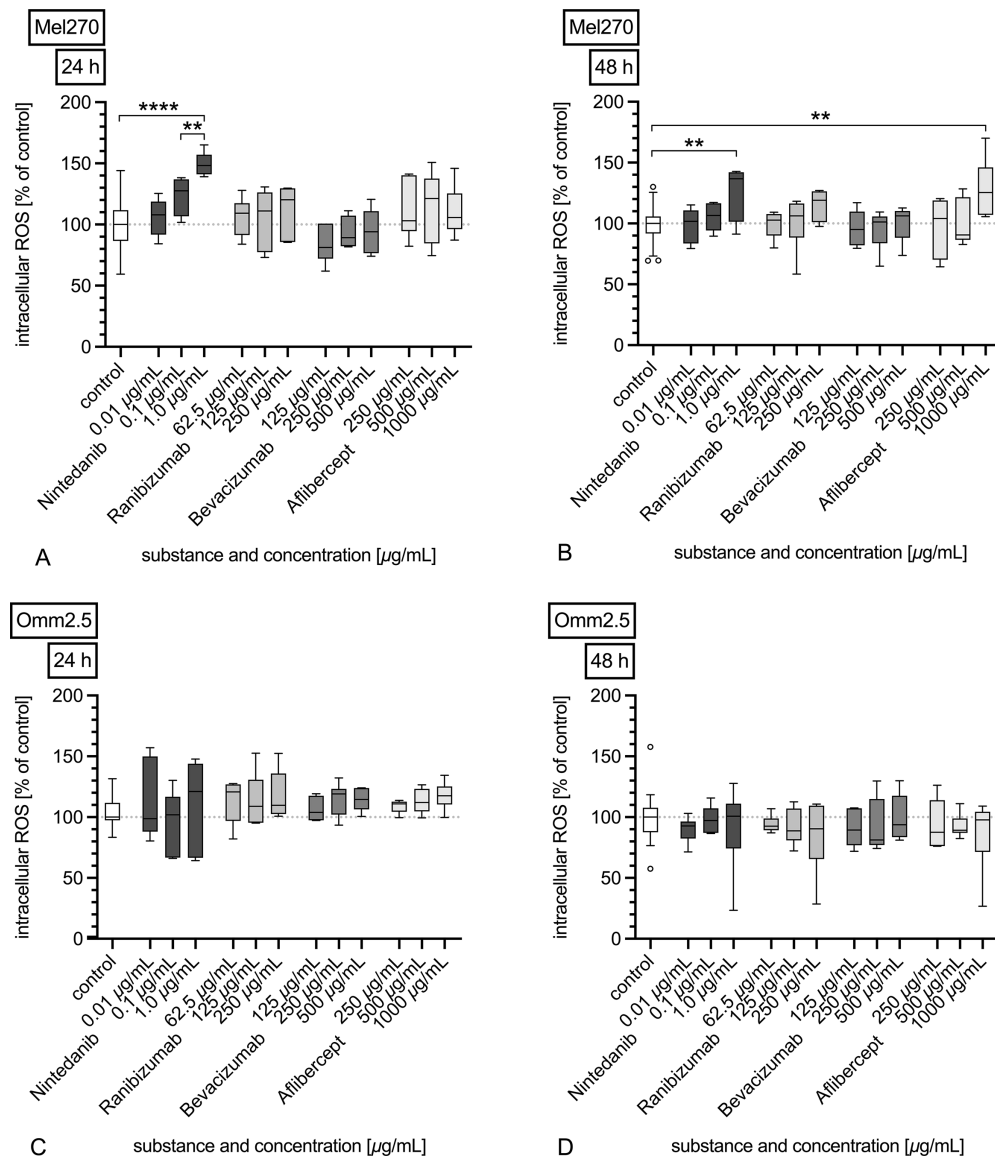 Mel270
24 h
intracellular ROS [% of control]
200
150
100
50
0
****
**
control
0.01 µg/mL
0.1 µg/mL
1.0 µg/mL
62.5 µg/mL
125 µg/mL
250 µg/mL
125 µg/mL
250 µg/mL
500 µg/mL
250 µg/mL
500 µg/mL
1000 µg/mL
Nintedanib
Ranibizumab
Bevacizumab
Aflibercept
A
substance and concentration [µg/mL]
Mel270
48 h
intracellular ROS [% of control]
200
150
100
50
0
**
**
control
0.01 µg/mL
0.1 µg/mL
1.0 µg/mL
62.5 µg/mL
125 µg/mL
250 µg/mL
125 µg/mL
250 µg/mL
500 µg/mL
250 µg/mL
500 µg/mL
1000 µg/mL
Nintedanib
Ranibizumab
Bevacizumab
Aflibercept
B
substance and concentration [µg/mL]
Omm2.5
24 h
intracellular ROS [% of control]
200
150
100
50
0
control
0.01 µg/mL
0.1 µg/mL
1.0 µg/mL
62.5 µg/mL
125 µg/mL
250 µg/mL
125 µg/mL
250 µg/mL
500 µg/mL
250 µg/mL
500 µg/mL
1000 µg/mL
Nintedanib
Ranibizumab
Bevacizumab
Aflibercept
C
substance and concentration [µg/mL]
Omm2.5
48 h
intracellular ROS [% of control]
200
150
100
50
0
control
0.01 µg/mL
0.1 µg/mL
1.0 µg/mL
62.5 µg/mL
125 µg/mL
250 µg/mL
125 µg/mL
250 µg/mL
500 µg/mL
250 µg/mL
500 µg/mL
1000 µg/mL
Nintedanib
Ranibizumab
Bevacizumab
Aflibercept
D
substance and concentration [µg/mL]